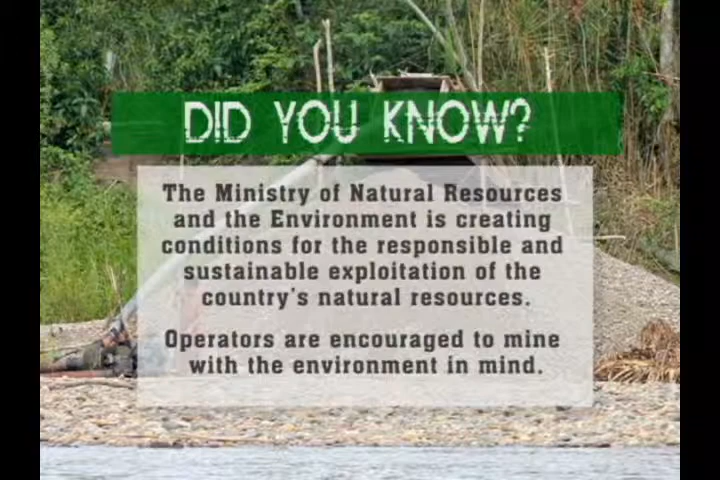 DID YOU KNOW?
The Ministry of Natural Resources
and the Environment is creating
conditions for the responsible and
sustainable exploitation of the
country's natural resources.
Operators are encouraged to mine
with the environment in mind.